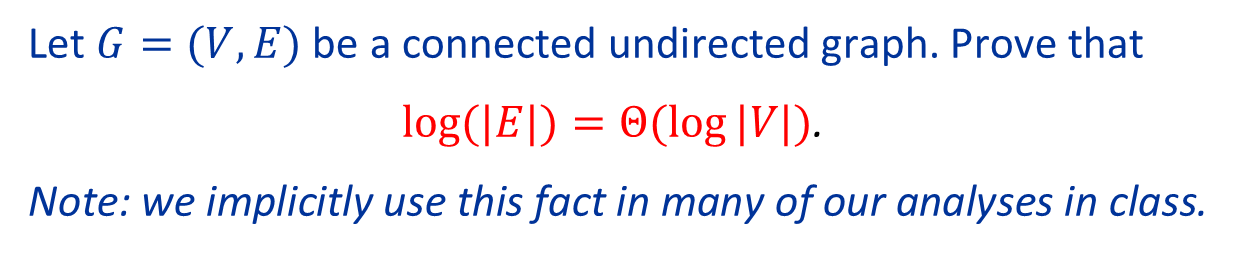 Let 𝐺 = (𝑉, 𝐸) be a connected undirected graph. Prove that
log(|𝐸|) = Θ(log |𝑉|).
Note: we implicitly use this fact in many of our analyses in class.